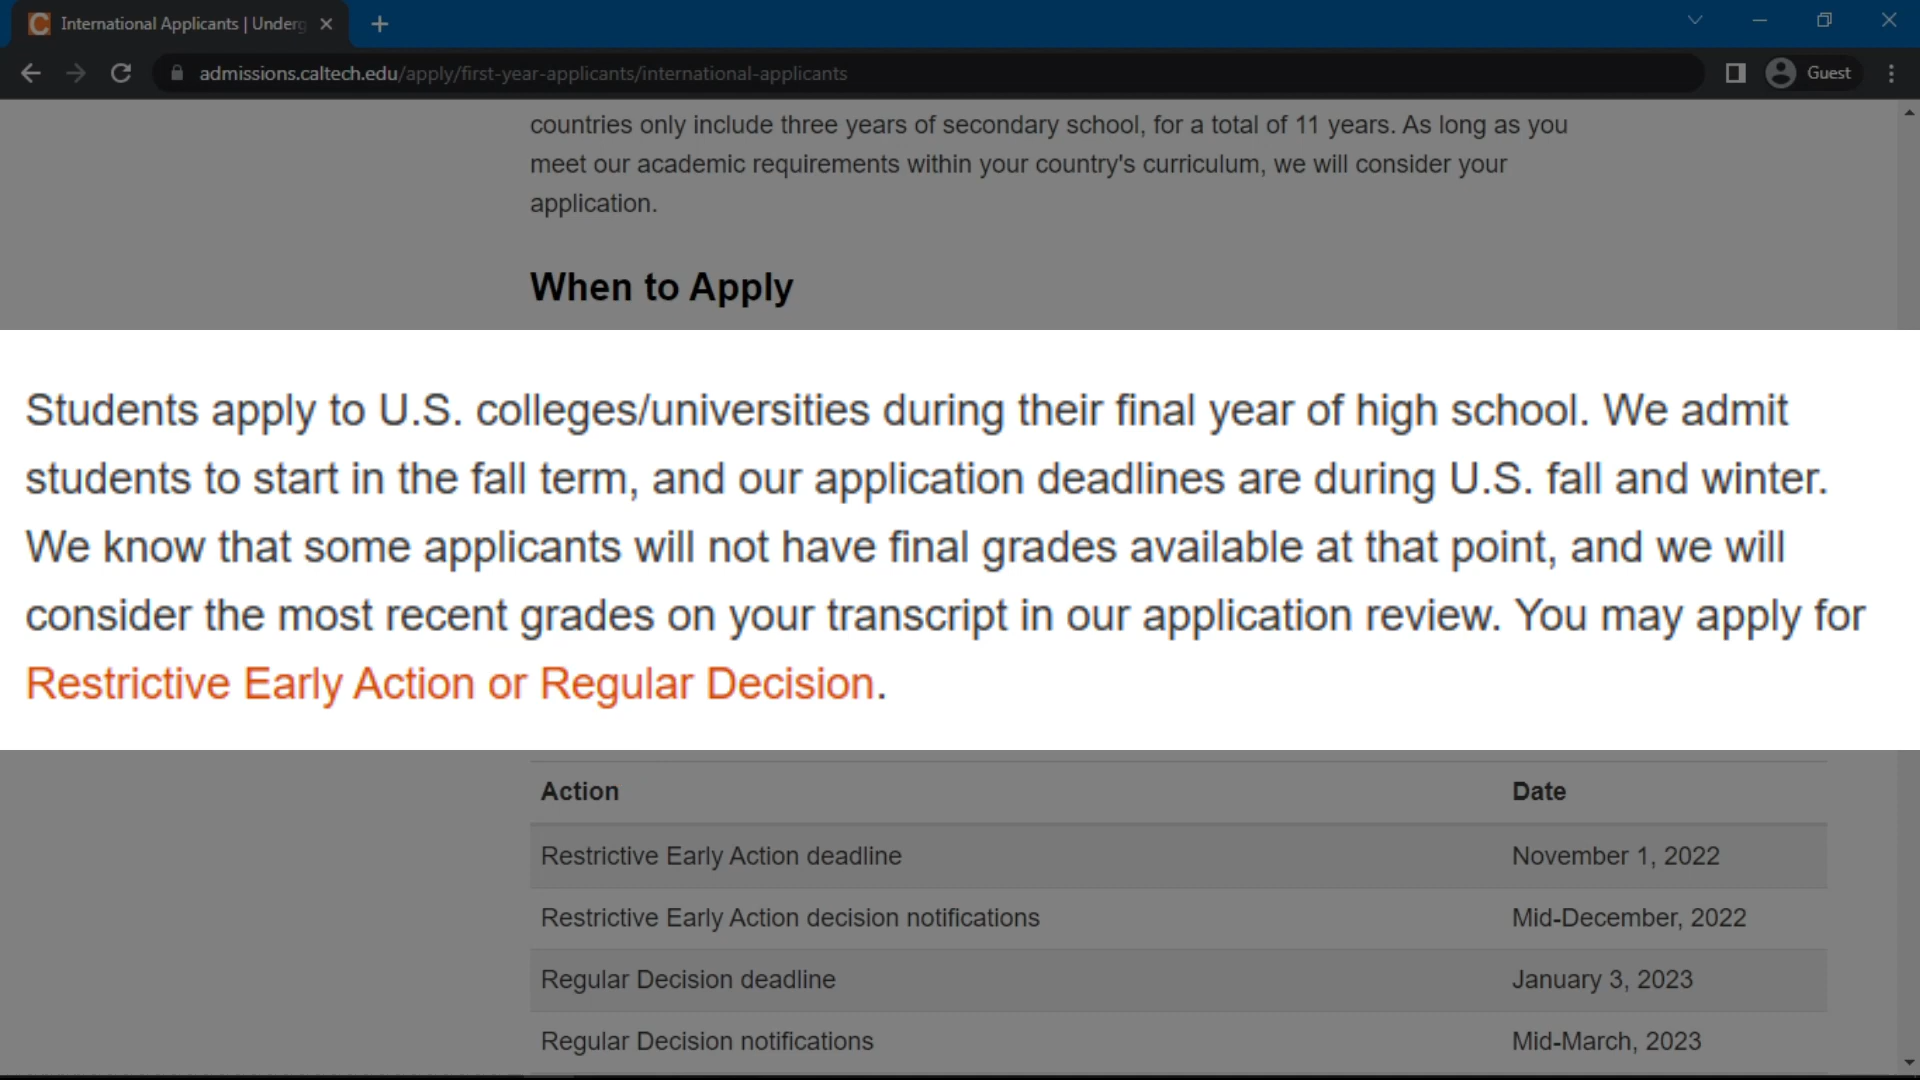 International Applicants | Underg
admissions.caltech.edu/apply/first-year-applicants/international-applicants
Guest
countries only include three years of secondary school, for a total of 11 years. As long as you
meet our academic requirements within your country's curriculum, we will consider your
application.
When to Apply
Students apply to U.S. colleges/universities during their final year of high school. We admit
students to start in the fall term, and our application deadlines are during U.S. fall and winter.
We know that some applicants will not have final grades available at that point, and we will
consider the most recent grades on your transcript in our application review. You may apply for
Restrictive Early Action or Regular Decision.
Action Date
Restrictive Early Action deadline November 1, 2022
Restrictive Early Action decision notifications Mid-December, 2022
Regular Decision deadline January 3, 2023
Regular Decision notifications Mid-March, 2023